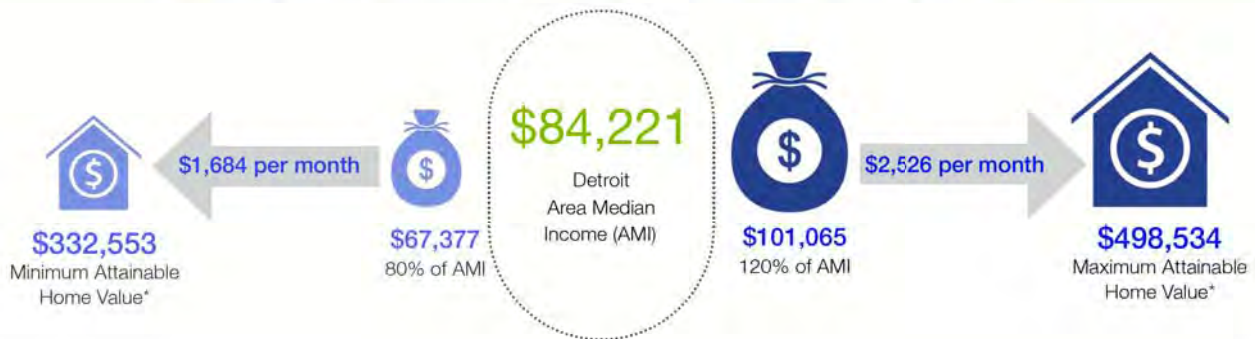 $1,684 per month
$332,553
Minimum Attainable
Home Value*
$
$
$67,377
80% of AMI
$84,221
Detroit
Area Median
Income (AMI)
$
$101,065
120% of AMI
$2,526 per month
$
$498,534
Maximum Attainable
Home Value*